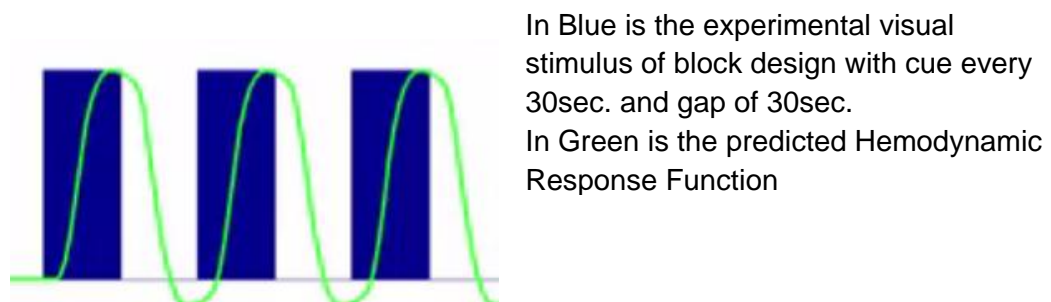 In Blue is the experimental visual
stimulus of block design with cue every
30sec. and gap of 30sec.
In Green is the predicted Hemodynamic
Response Function